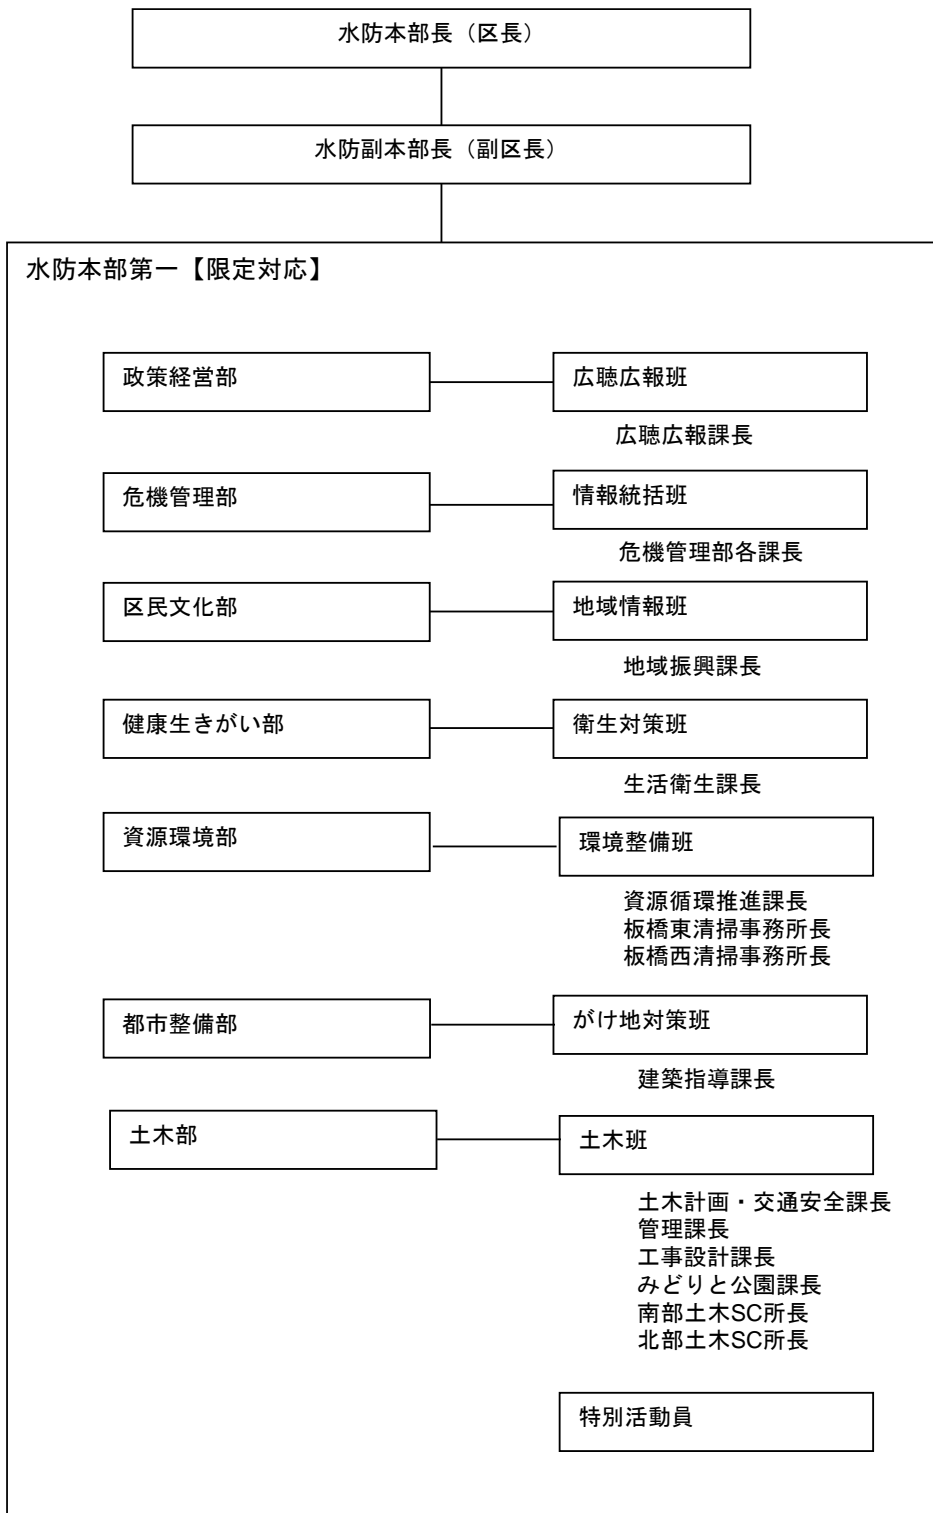 水防本部長（区長）
水防副本部長（副区長）
水防本部第一【限定対応】
政策経営部
広聴広報班
広聴広報課長
危機管理部
情報統括班
危機管理部各課長
区民文化部
地域情報班
地域振興課長
健康生きがい部
衛生対策班
生活衛生課長
資源環境部
環境整備班
資源循環推進課長
板橋東清掃事務所長
板橋西清掃事務所長
都市整備部
がけ地対策班
建築指導課長
土木部
土木班
土木計画・交通安全課長
管理課長
工事設計課長
みどりと公園課長
南部土木SC所長
北部土木SC所長
特別活動員